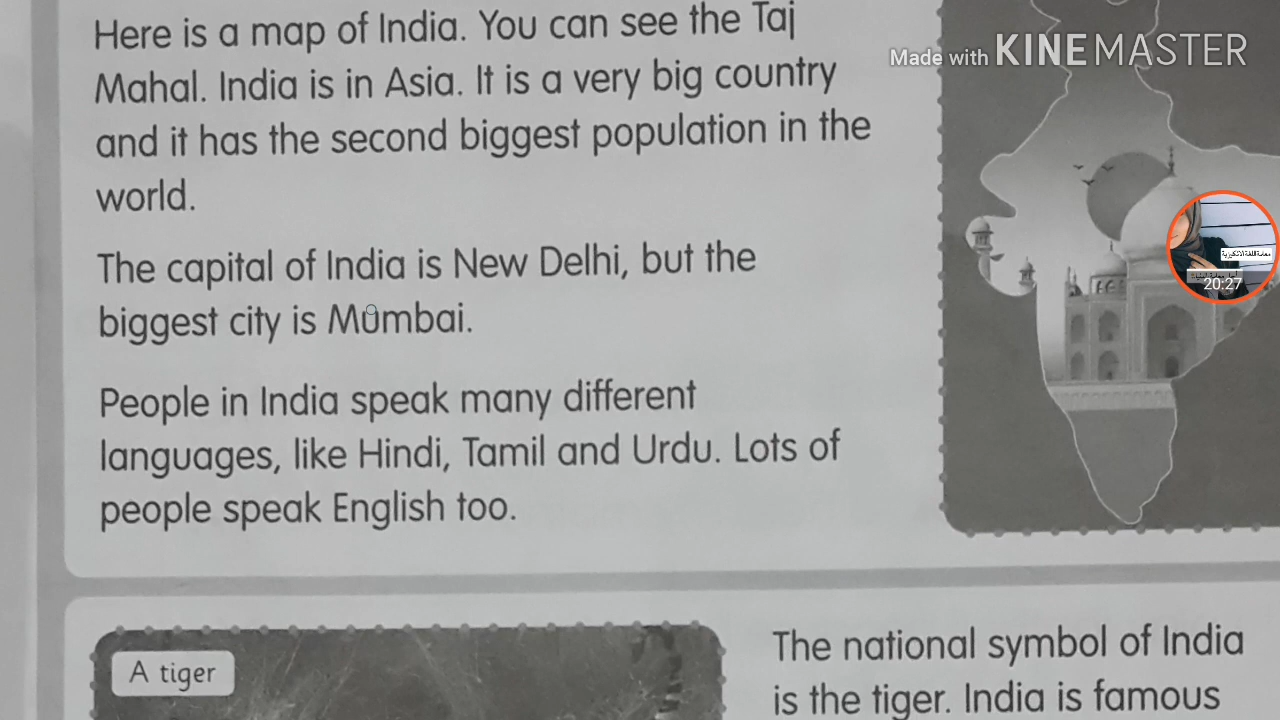 Here is a map of India. You can see the Taj
Mahal. India is in Asia. It is a very big country
and it has the second biggest population in the
world.
The capital of India is New Delhi, but the
biggest city is Mumbai.
People in India speak many different
languages, like Hindi, Tamil and Urdu. Lots of
people speak English too.
Made with KINEMASTER
معلمة اللغة الانكليزية
20:27
A tiger
The national symbol of India
is the tiger. India is famous